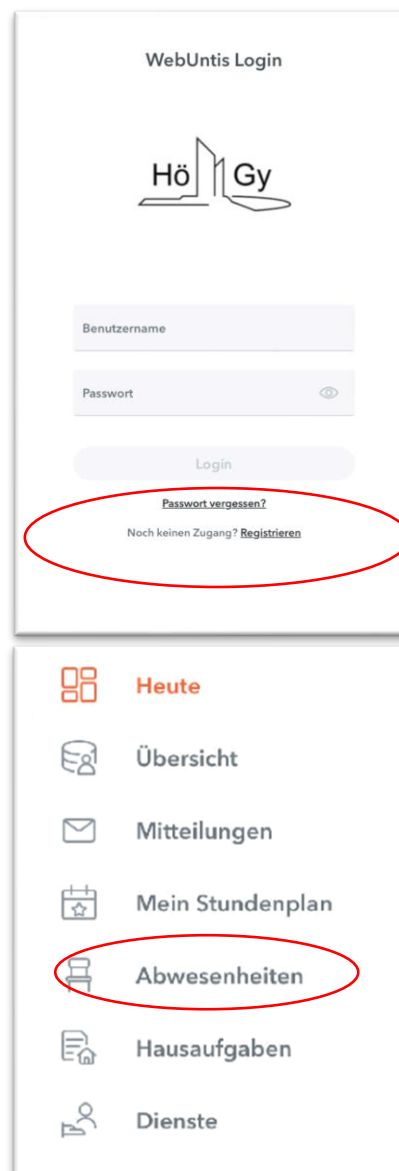 WebUntis Login
Hö Gy
Benutzername
Passwort
Login
Passwort vergessen?
Noch keinen Zugang? Registrieren
Heute
Übersicht
Mitteilungen
Mein Stundenplan
Abwesenheiten
Hausaufgaben
Dienste